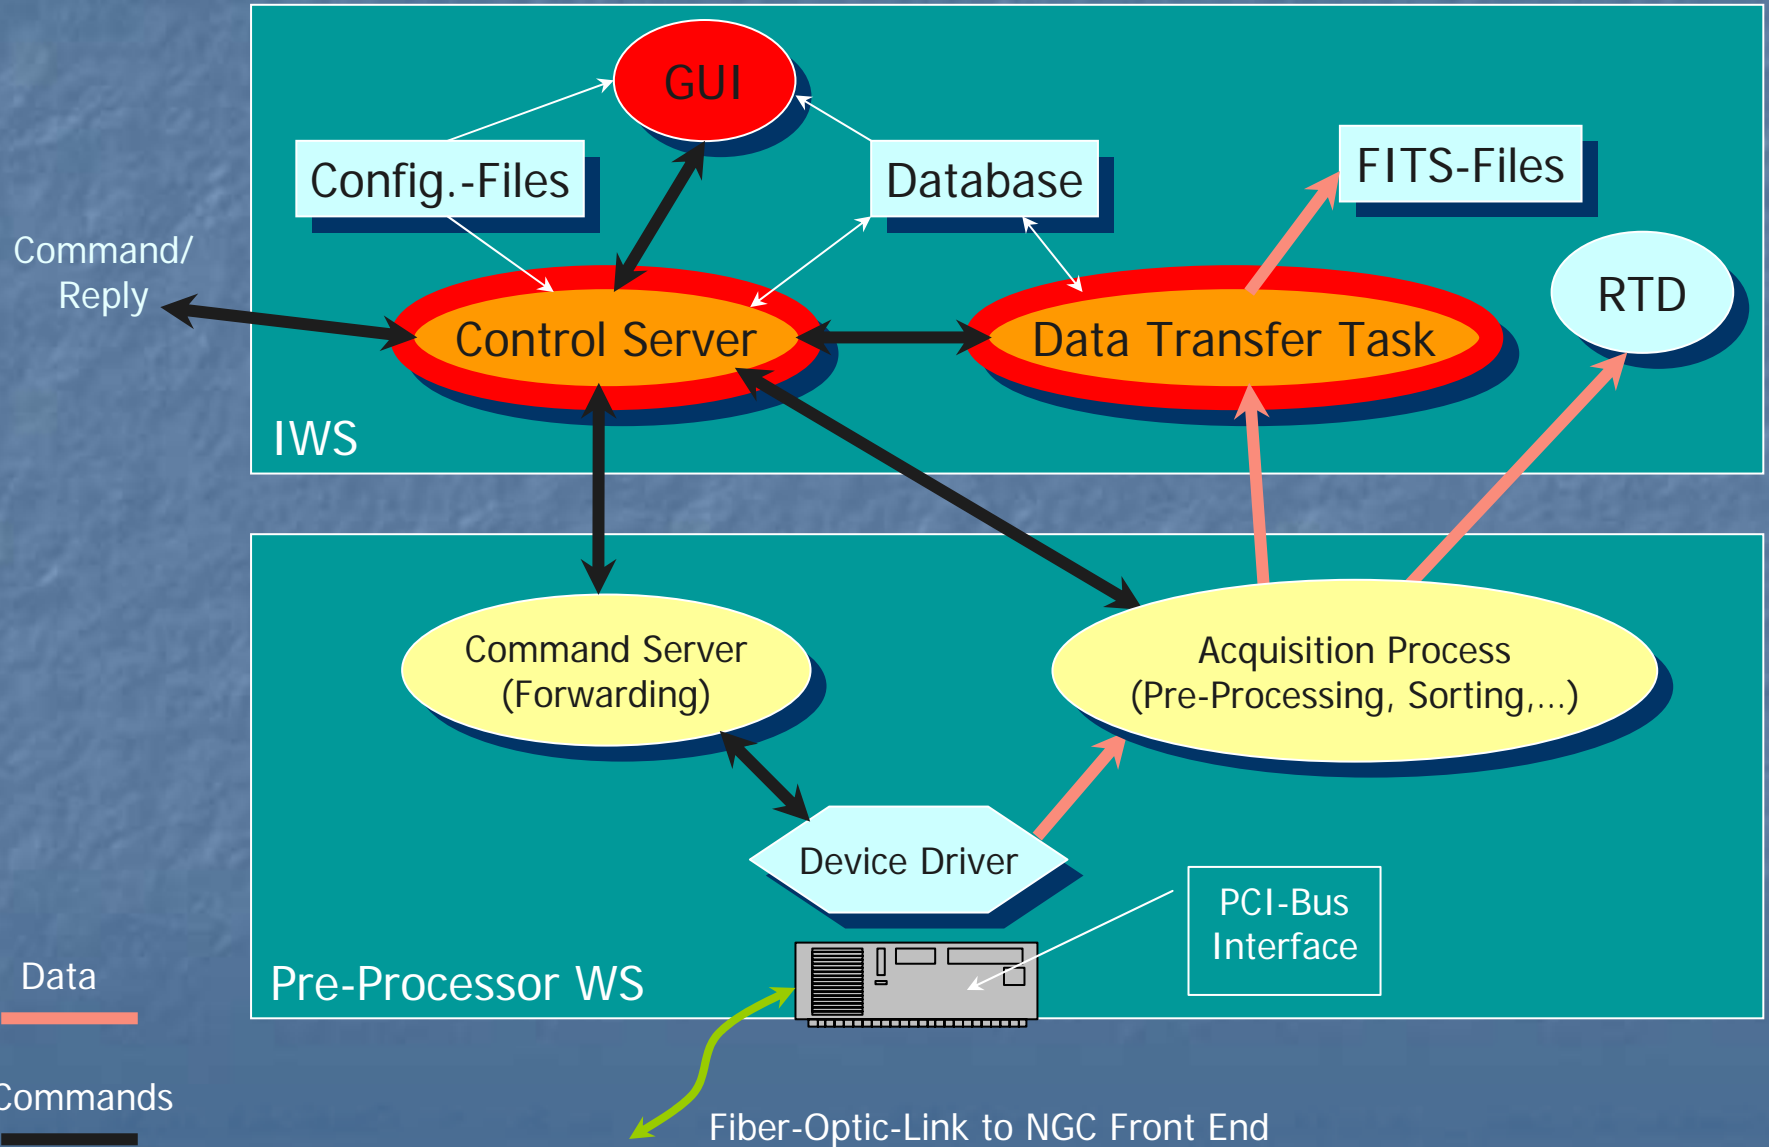 GUI
Config.-Files
Database
FITS-Files
Command/
Reply
RTD
Control Server
Data Transfer Task
IWS
Command Server
(Forwarding)
Acquisition Process
(Pre-Processing, Sorting,...)
Device Driver
PCI-Bus
Interface
Pre-Processor WS
Data
Commands
Fiber-Optic-Link to NGC Front End